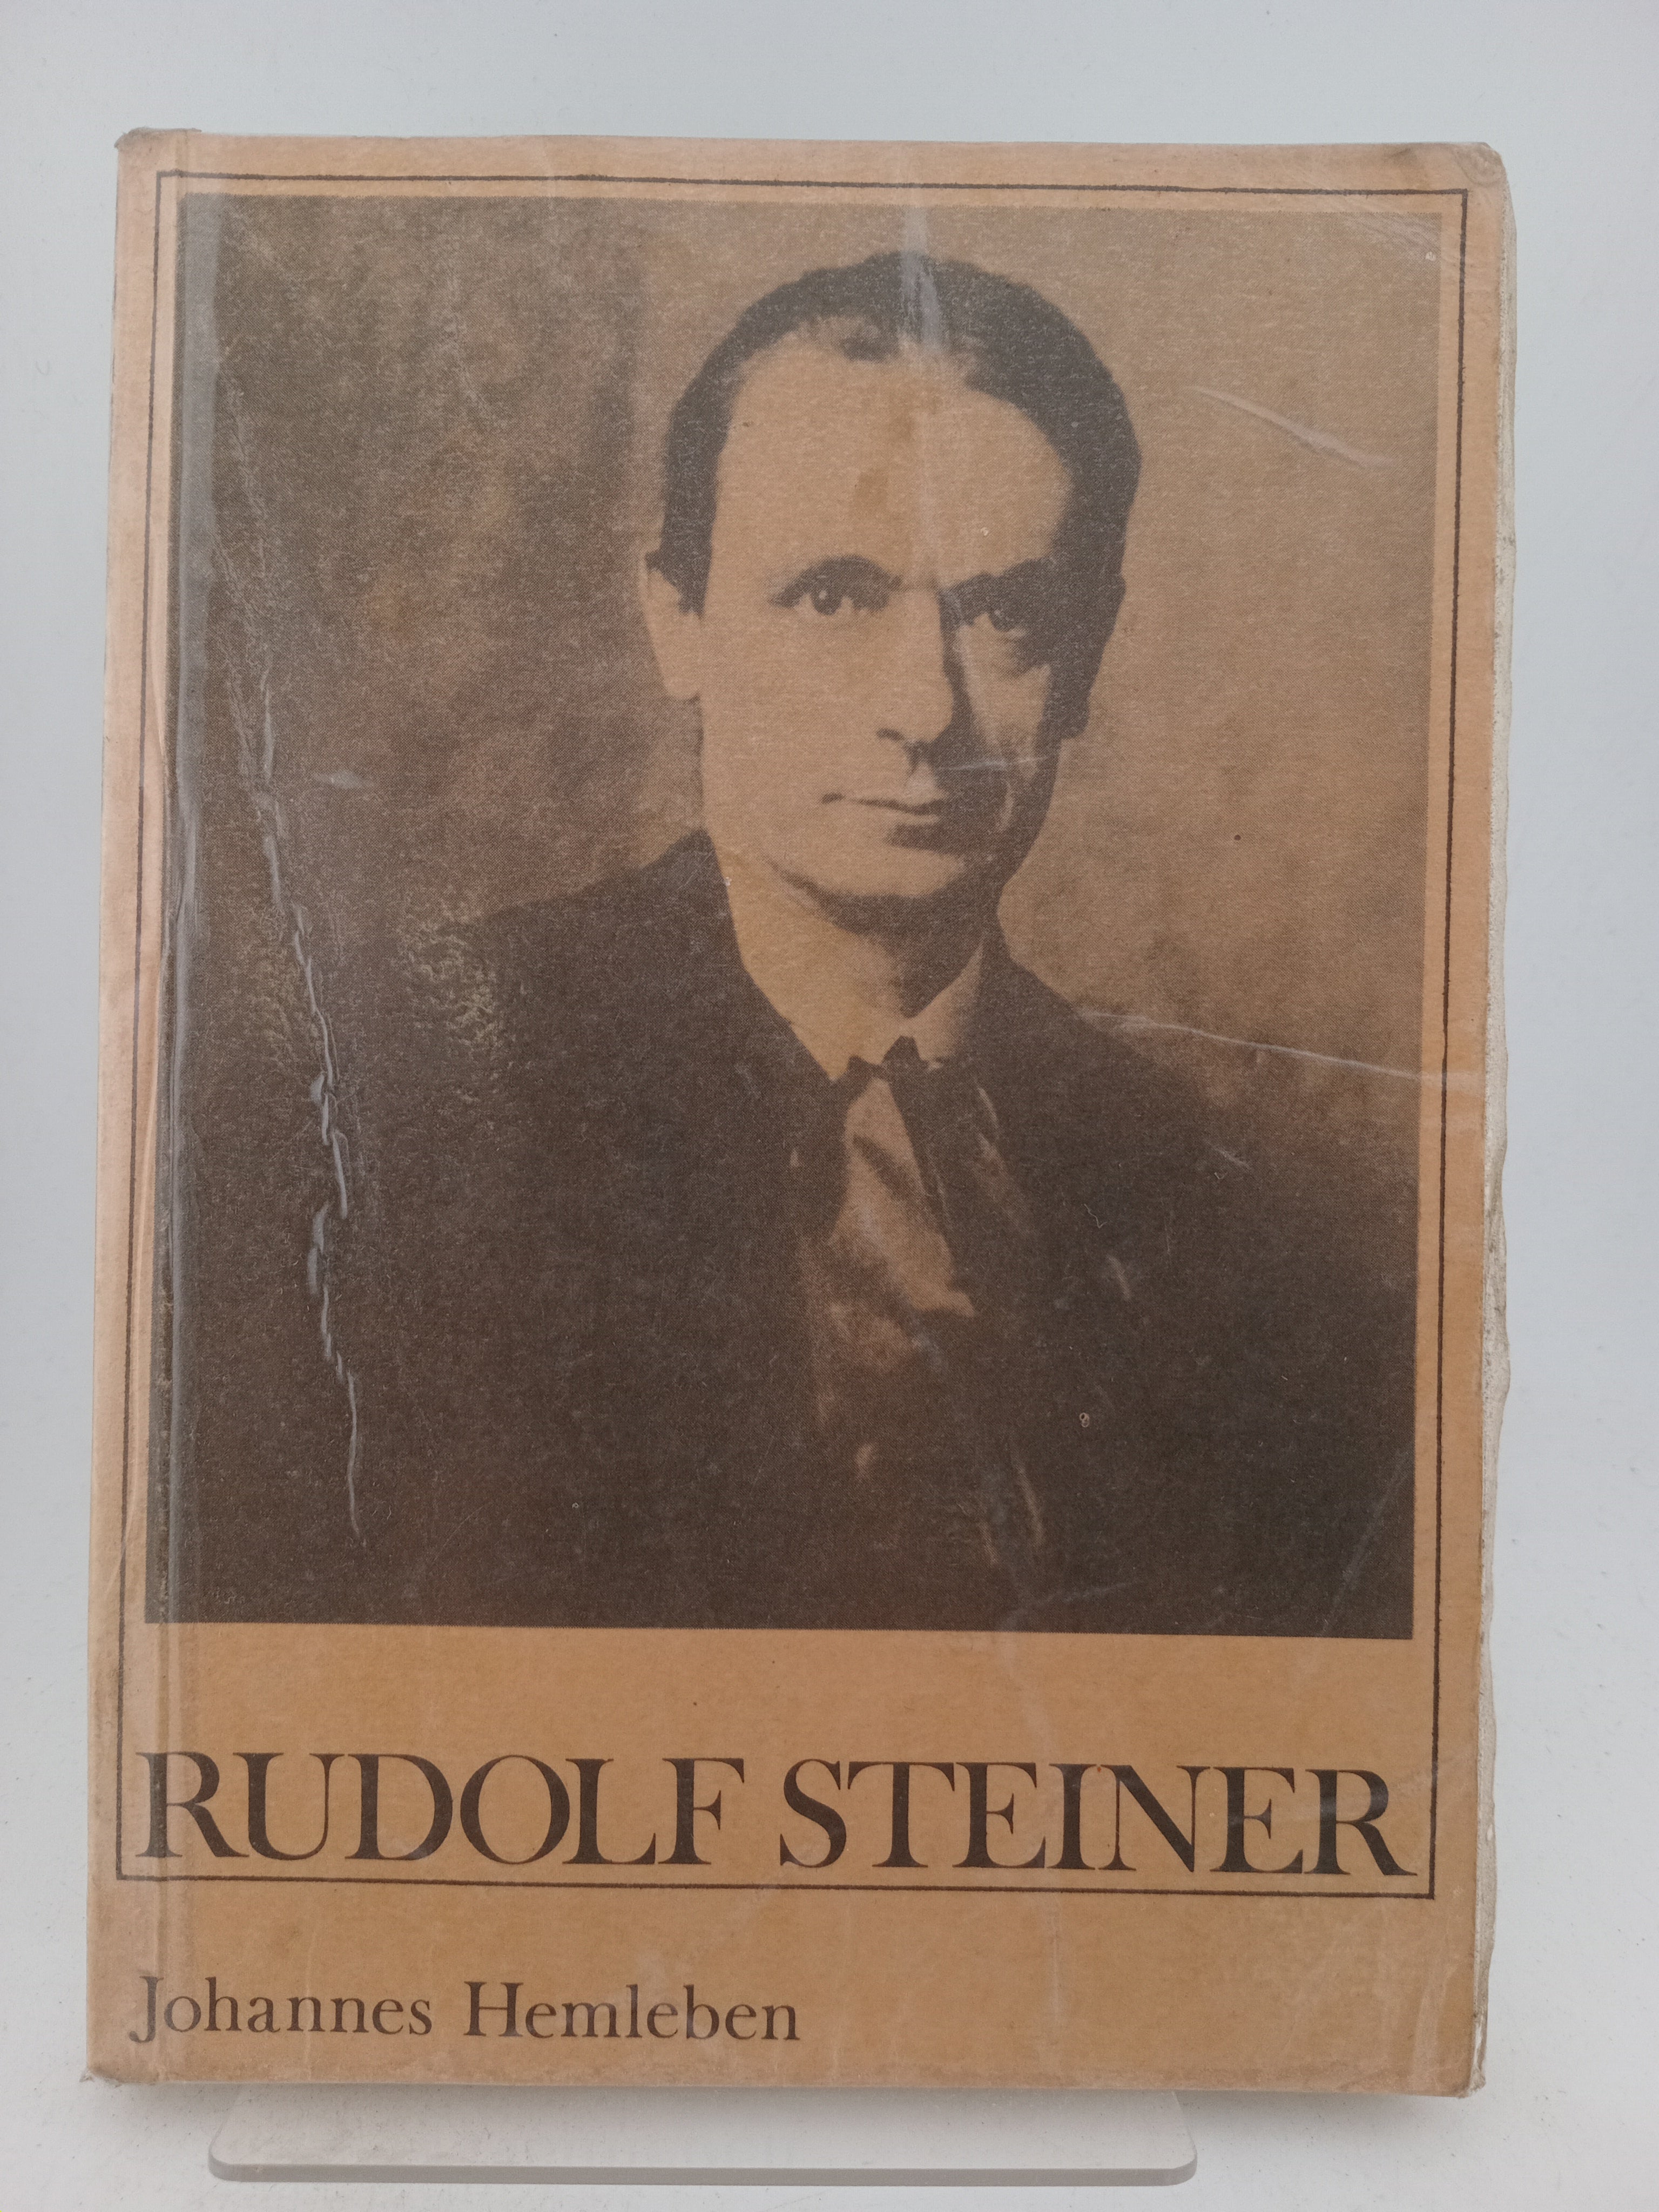 RUDOLF STEINER
Johannes Hemleben